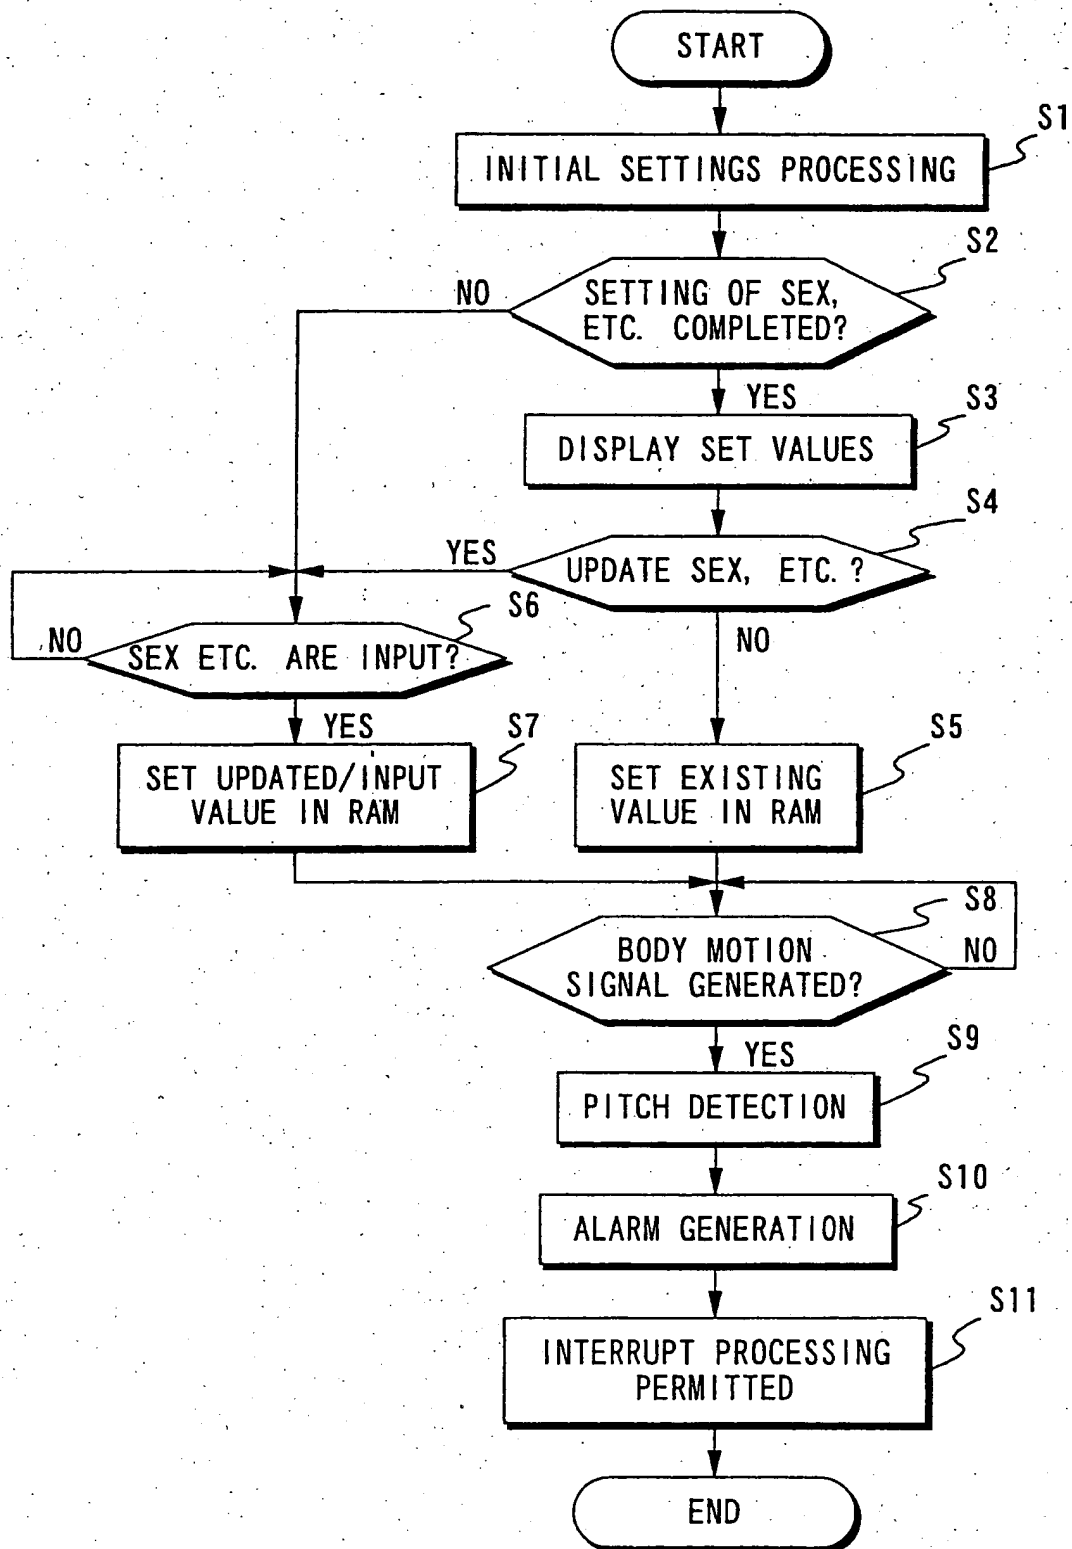 START
S1
INITIAL SETTINGS PROCESSING
S2
NO
SETTING OF SEX,
ETC. COMPLETED?
YES
S3
DISPLAY SET VALUES
S4
YES
UPDATE SEX, ETC.?
S6
NO
NO
SEX ETC. ARE INPUT?
YES
S7
S5
SET UPDATED/INPUT
VALUE IN RAM
SET EXISTING
VALUE IN RAM
S8
BODY MOTION
SIGNAL GENERATED?
NO
YES
S9
PITCH DETECTION
S10
ALARM GENERATION
S11
INTERRUPT PROCESSING
PERMITTED
END